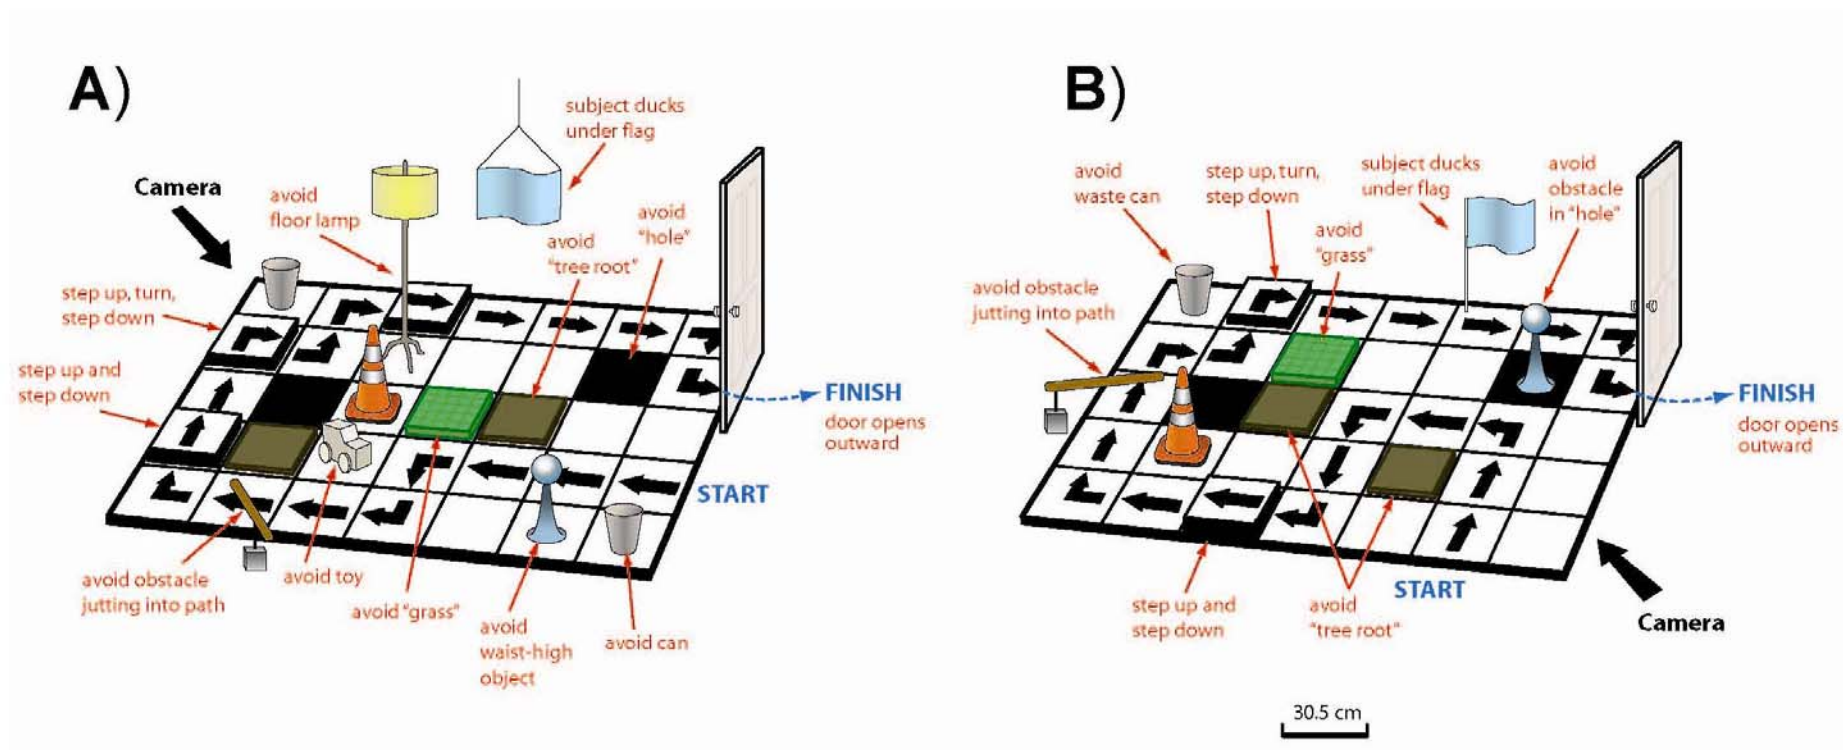 A)
subject ducks
under flag
Camera
avoid
floor lamp
avoid
"hole"
avoid
"tree root"
step up, turn,
step down
step up and
step down
FINISH
door opens
outward
START
avoid obstacle
jutting into path
avoid toy
avoid "grass"
avoid
waist-high
object
avoid can
B)
avoid
waste can
step up, turn,
step down
subject ducks
under flag
avoid
obstacle
in "hole"
avoid
"grass"
avoid obstacle
jutting into path
FINISH
door opens
outward
START
step up and
step down
avoid
"tree root"
Camera
30.5 cm